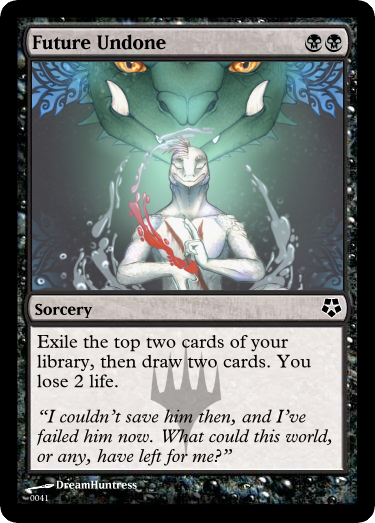 Future Undone
Sorcery
Exile the top two cards of your
library, then draw two cards. You
lose 2 life.
“I couldn’t save him then, and I’ve
failed him now. What could this world,
or any, have left for me?”
DreamHuntress
0041